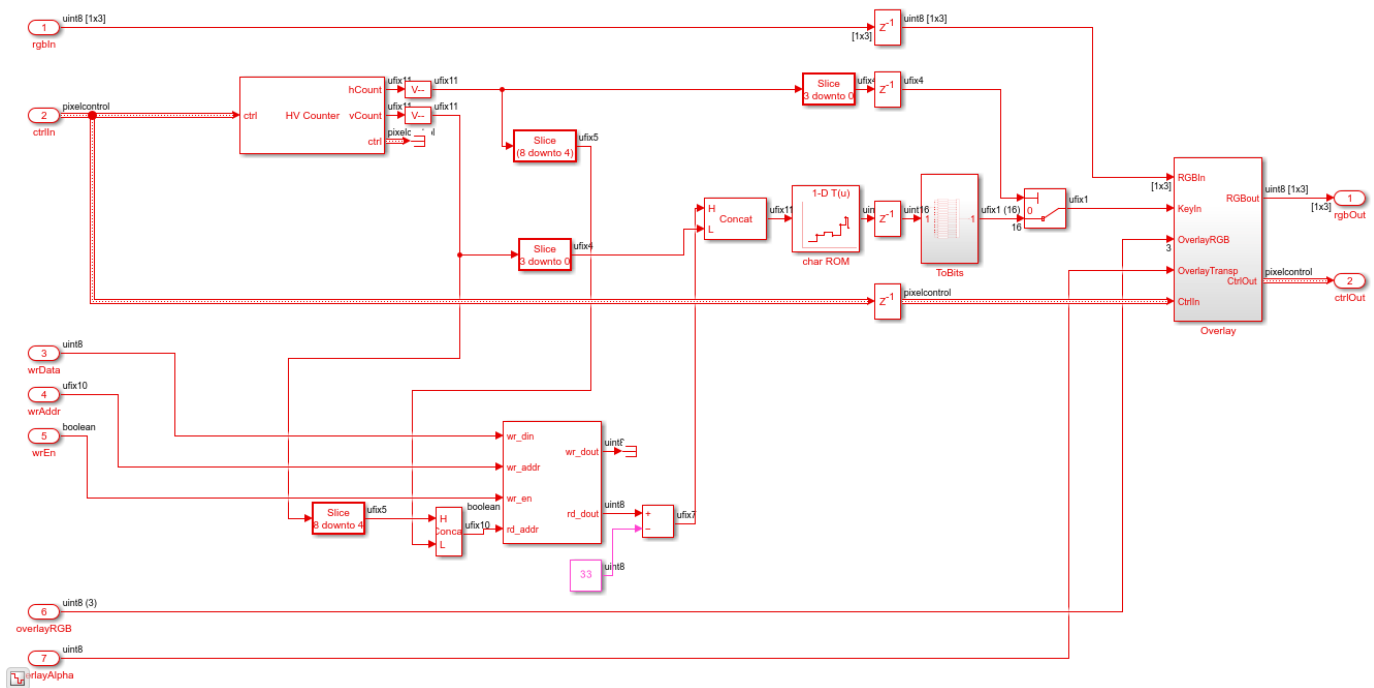 1
uint8 [1x3]
rgbIn
[1x3]
Z-1
uint8 [1x3]
2
pixelcontrol
ctrlIn
ctrl
HV Counter
hCount
vCount
ctrl
ufix11
V--
ufix11
ufix11
V--
ufix11
Slice
(8 downto 4)
ufix5
Slice
3 downto 0
Z-1
ufix4
Slice
3 downto 0
ufix4
H
L
Concat
ufix11
1-D T(u)
char ROM
Z-1
uint16
1
1
ToBits
ufix1 (16)
0
16
ufix1
Z-1
pixelcontrol
[1x3]
RGBIn
KeyIn
3
OverlayRGB
OverlayTransp
CtrlIn
RGBout
CtrlOut
Overlay
uint8 [1x3]
[1x3]
1
rgbOut
pixelcontrol
2
ctrlOut
3
uint8
wrData
4
ufix10
wrAddr
5
boolean
wrEn
Slice
8 downto 4
ufix5
H
L
boolean
ufix10
wr_din
wr_addr
wr_en
rd_addr
wr_dout
rd_dout
uint8
+
−
ufix7
33
uint8
6
uint8 (3)
overlayRGB
7
uint8
erlayAlpha